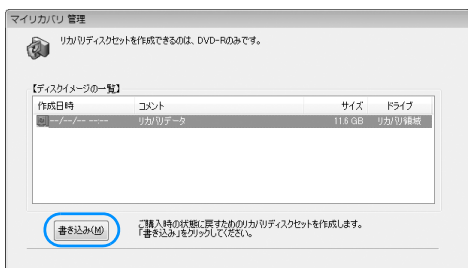 マイリカバリ 管理
リカバリディスクセットを作成できるのは、DVD-Rのみです。
【ディスクイメージの一覧】
作成日時 コメント サイズ ドライブ
--/--/-- --:-- リカバリデータ 11.6 GB リカバリ領域
書き込み(M)
ご購入時の状態に戻すためのリカバリディスクセットを作成します。
「書き込み」をクリックしてください。